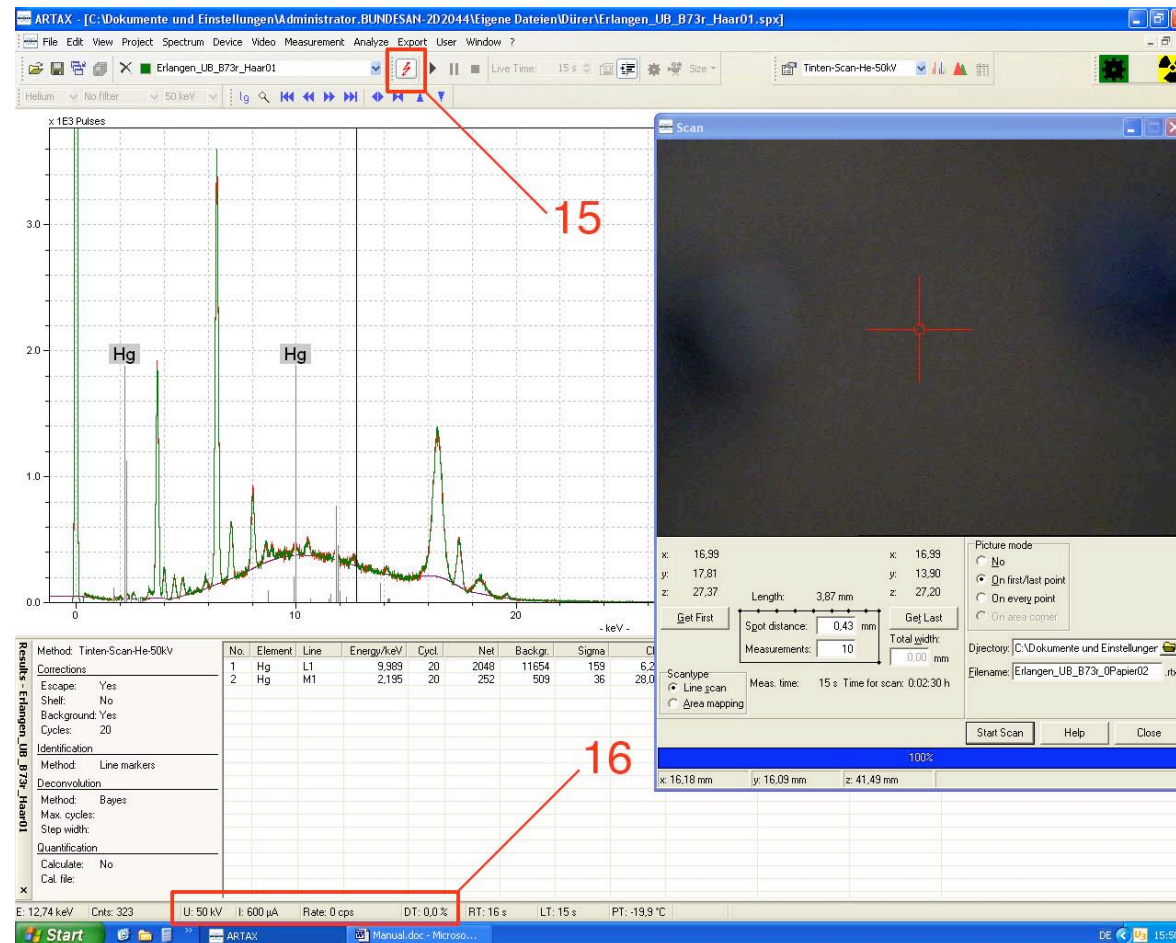 ARTAX - [C:\Dokumente und Einstellungen\Administrator.BUNDESAN-2D2044\Eigene Dateien\Dürer\Erlangen_UB_B73r_Haar01.spx]
File Edit View Project Spectrum Device Video Measurement Analyze Export User Window ?
Erlangen_UB_B73r_Haar01 Live Time: 15 s Size Tinten-Scan-He-50kV
Helium No filter 50 keV lg
x 1E3 Pulses
15
3.0
2.0
1.0
0.0
Hg Hg
0 10 20
- keV -
Scan
x: 16,99 x: 16,99
y: 17,81 y: 13,90
z: 27,37 Length: 3,87 mm z: 27,20
Get First Get Last
Spot distance: 0,43 mm
Total width:
Measurements: 10 0,00 mm
Scantype
Line scan Meas. time: 15 s Time for scan: 0:02:30 h
Area mapping
Picture mode
No
On first/last point
On every point
On area corner
Directory: C:\Dokumente und Einstellunger
Filename: Erlangen_UB_B73r_0Papier02 .rtx
Start Scan Help Close
100%
x: 16,18 mm y: 16,09 mm z: 41,49 mm
Results - Erlangen_UB_B73r_Haar01
Method: Tinten-Scan-He-50kV
Corrections
Escape: Yes
Shelf: No
Background: Yes
Cycles: 20
Identification
Method: Line markers
Deconvolution
Method: Bayes
Max. cycles:
Step width:
Quantification
Calculate: No
Cal. file:
No. Element Line Energy/keV Cycl. Net Backgr. Sigma
1 Hg L1 9,989 20 2048 11654 159 6,2
2 Hg M1 2,195 20 252 509 36 28,0
16
E: 12,74 keV Cnts: 323 U: 50 kV I: 600 µA Rate: 0 cps DT: 0,0 % RT: 16 s LT: 15 s PT: -19,9 °C
Start ARTAX Manual.doc - Microso... DE